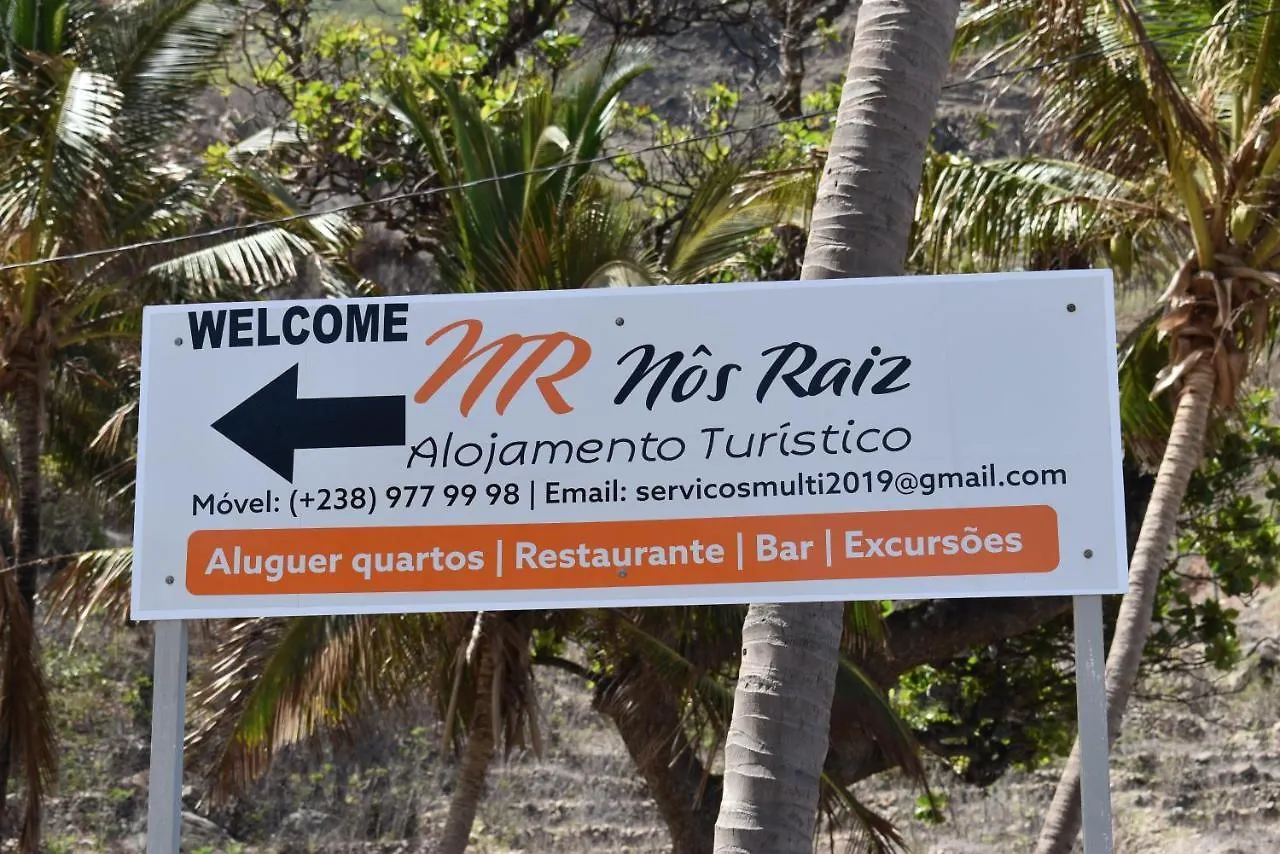 WELCOME
NR Nôs Raiz
Alojamento Turístico
Móvel: (+238) 977 99 98 | Email: servicosmulti2019@gmail.com
Aluguer quartos | Restaurante | Bar | Excursões